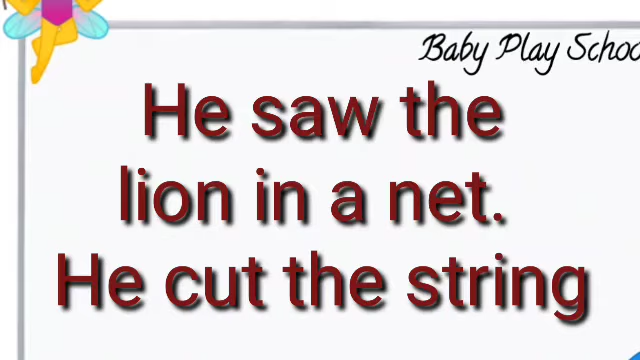 Baby Play Schoo
He saw the
lion in a net.
He cut the string